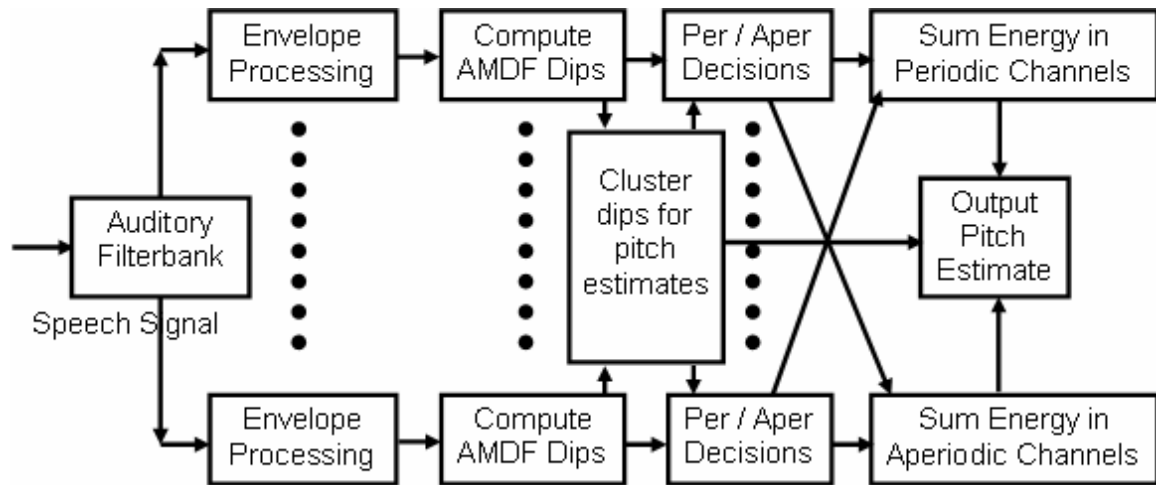 Envelope
Processing
Compute
AMDF Dips
Per / Aper
Decisions
Sum Energy in
Periodic Channels
Auditory
Filterbank
Speech Signal
Cluster
dips for
pitch
estimates
Output
Pitch
Estimate
Envelope
Processing
Compute
AMDF Dips
Per / Aper
Decisions
Sum Energy in
Aperiodic Channels